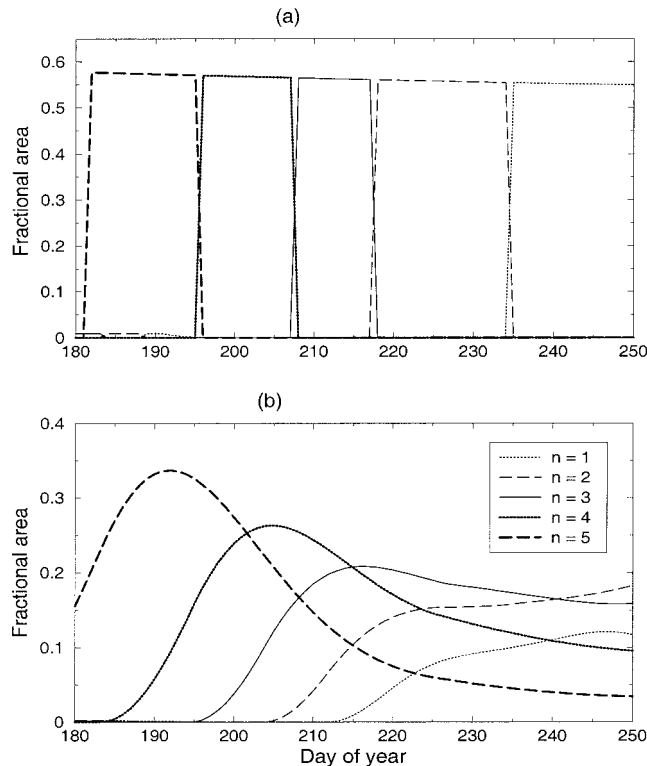 (a)
Fractional area
0.6
0.5
0.4
0.3
0.2
0.1
0
180 190 200 210 220 230 240 250
(b)
Fractional area
0.4
0.3
0.2
0.1
0
n = 1
n = 2
n = 3
n = 4
n = 5
180 190 200 210 220 230 240 250
Day of year